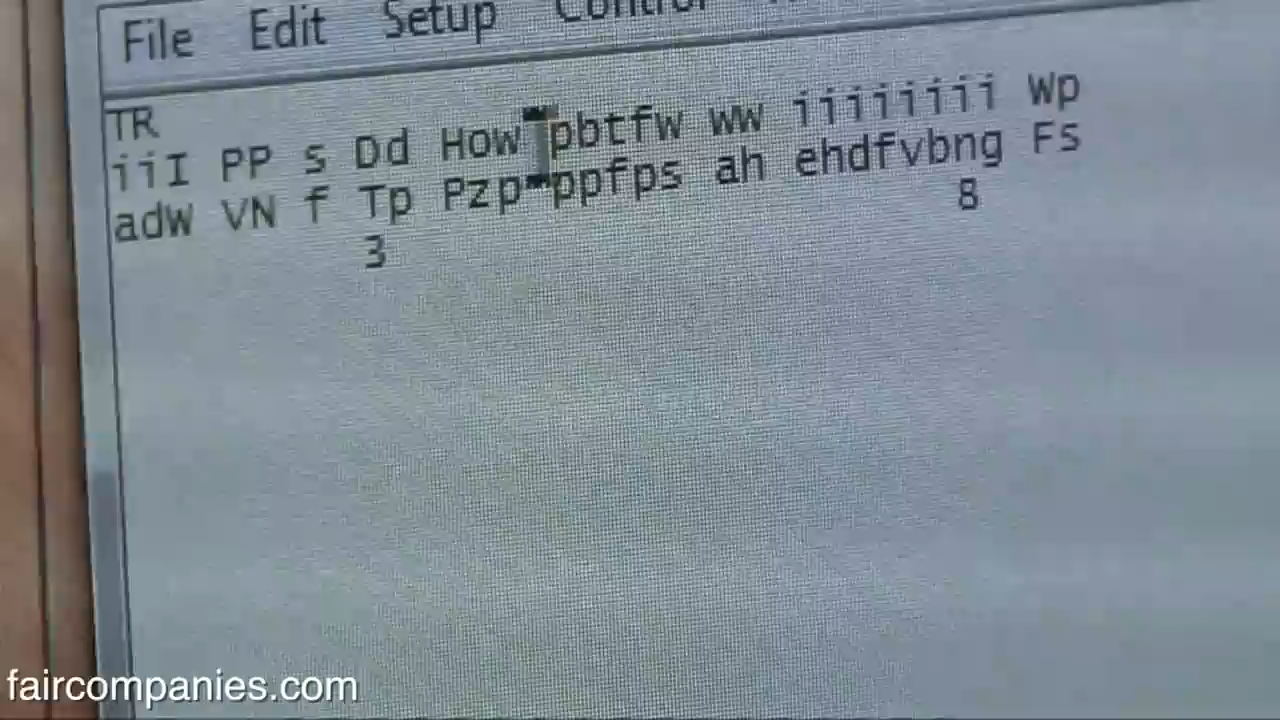 File Edit Setup Control
TR
iiI PP s Dd How pbtfw WW iiiiiiii Wp
adW VN f Tp Pzp ppfps ah ehdfvbng Fs
3 8
faircompanies.com